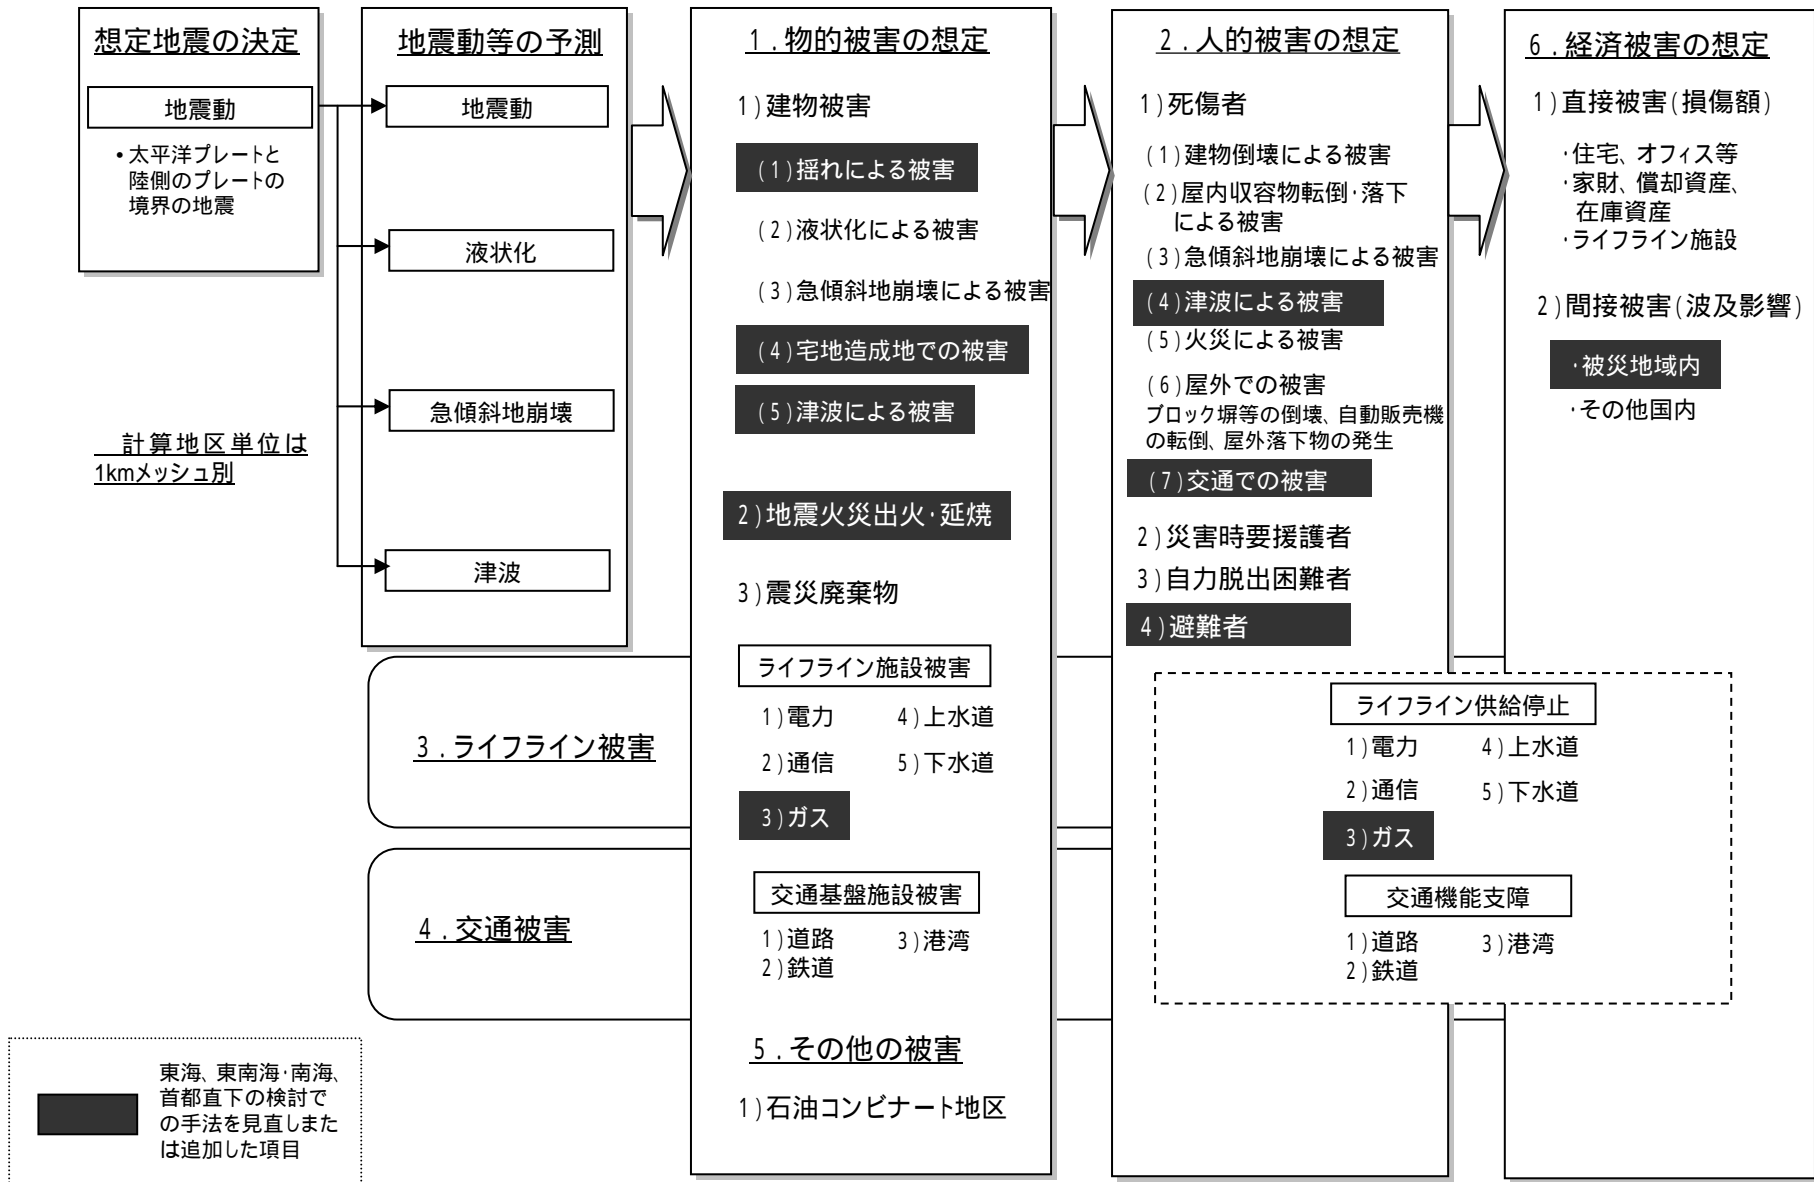 想定地震の決定
地震動
•太平洋プレートと
陸側のプレートの
境界の地震
計算地区単位は
1kmメッシュ別
地震動等の予測
地震動
液状化
急傾斜地崩壊
津波
1.物的被害の想定
1)建物被害
(1)揺れによる被害
(2)液状化による被害
(3)急傾斜地崩壊による被害
(4)宅地造成地での被害
(5)津波による被害
2)地震火災出火･延焼
3)震災廃棄物
2.人的被害の想定
1)死傷者
(1)建物倒壊による被害
(2)屋内収容物転倒･落下
による被害
(3)急傾斜地崩壊による被害
(4)津波による被害
(5)火災による被害
(6)屋外での被害
ブロック塀等の倒壊、自動販売機
の転倒、屋外落下物の発生
(7)交通での被害
2)災害時要援護者
3)自力脱出困難者
4)避難者
6.経済被害の想定
1)直接被害(損傷額)
･住宅、オフィス等
･家財、償却資産、
在庫資産
･ライフライン施設
2)間接被害(波及影響)
･被災地域内
･その他国内
3.ライフライン被害
ライフライン施設被害
1)電力 4)上水道
2)通信 5)下水道
3)ガス
ライフライン供給停止
1)電力 4)上水道
2)通信 5)下水道
3)ガス
4.交通被害
交通基盤施設被害
1)道路 3)港湾
2)鉄道
交通機能支障
1)道路 3)港湾
2)鉄道
5.その他の被害
1)石油コンビナート地区
東海、東南海･南海、
首都直下の検討で
の手法を見直しまた
は追加した項目